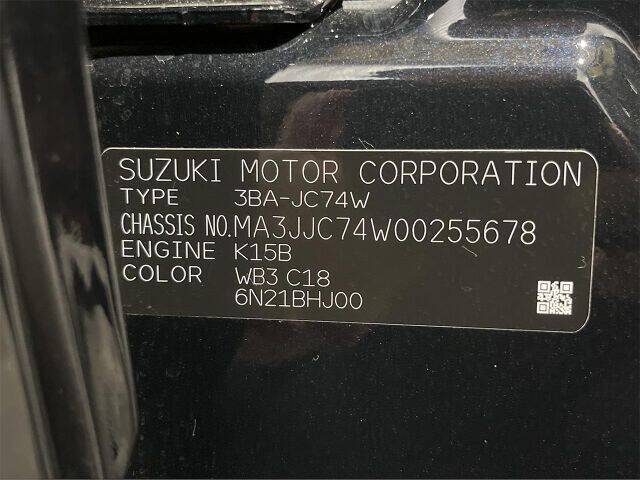 SUZUKI MOTOR CORPORATION
TYPE 3BA-JC74W
CHASSIS NO. MA3JJC74W00255678
ENGINE K15B
COLOR WB3 C18
6N21BHJ00